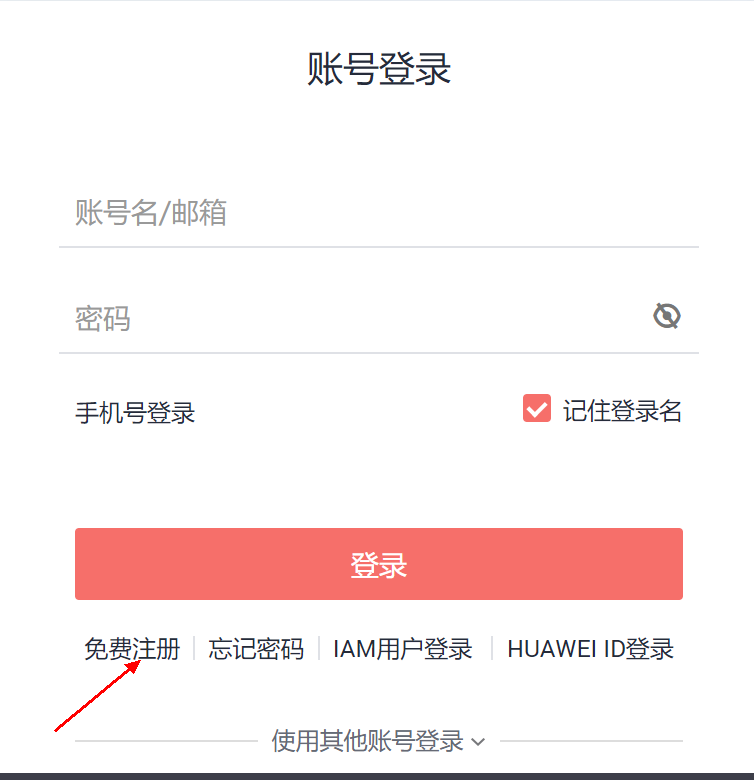 账号登录
账号名/邮箱
密码
手机号登录 记住登录名
登录
免费注册 忘记密码 IAM用户登录 HUAWEI ID登录
使用其他账号登录